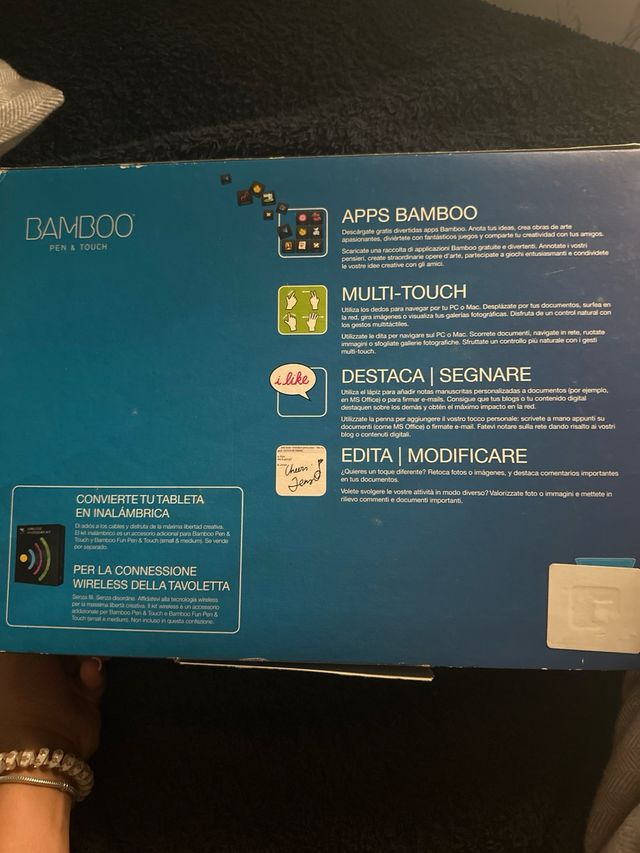 BAMBOO
PEN & TOUCH
APPS BAMBOO
Descárgate gratis divertidas apps Bamboo. Anota tus ideas, crea obras de arte
apasionantes, diviértete con fantásticos juegos y comparte tu creatividad con tus amigos.
Scaricate una raccolta di applicazioni Bamboo gratuite e divertenti. Annotate i vostri
pensieri, create straordinarie opere d'arte, partecipate a giochi entusiasmanti e condividete
le vostre idee creative con gli amici.
MULTI-TOUCH
Utiliza los dedos para navegar por tu PC o Mac. Desplázate por tus documentos, surfea en
la red, gira imágenes o visualiza tus galerías fotográficas. Disfruta de un control natural con
los gestos multitáctiles.
Utilizzate le dita per navigare sul PC o Mac. Scorrete documenti, navigate in rete, ruotate
immagini o sfogliate gallerie fotografiche. Sfruttate un controllo più naturale con i gesti
multi-touch.
i like
DESTACA | SEGNARE
Utiliza el lápiz para añadir notas manuscritas personalizadas a documentos (por ejemplo,
en MS Office) o para firmar e-mails. Consigue que tus blogs o tu contenido digital
destaquen sobre los demás y obtén el máximo impacto en la red.
Utilizzate la penna per aggiungere il vostro tocco personale: scrivete a mano appunti su
documenti (come MS Office) o firmate e-mail. Fatevi notare sulla rete dando risalto ai vostri
blog o contenuti digitali.
Cheers
Jens
EDITA | MODIFICARE
¿Quieres un toque diferente? Retoca fotos o imágenes, y destaca comentarios importantes
en tus documentos.
Volete svolgere le vostre attività in modo diverso? Valorizzate foto o immagini e mettete in
rilievo commenti e documenti importanti.
CONVIERTE TU TABLETA
EN INALÁMBRICA
Di adiós a los cables y disfruta de la máxima libertad creativa.
El kit inalámbrico es un accesorio adicional para Bamboo Pen &
Touch y Bamboo Fun Pen & Touch (small & medium). Se vende
por separado.
PER LA CONNESSIONE
WIRELESS DELLA TAVOLETTA
Senza fili. Senza disordine. Affidatevi alla tecnologia wireless
per la massima libertà creativa. Il kit wireless è un accessorio
addizionale per Bamboo Pen & Touch e Bamboo Fun Pen &
Touch (small e medium). Non incluso in questa confezione.